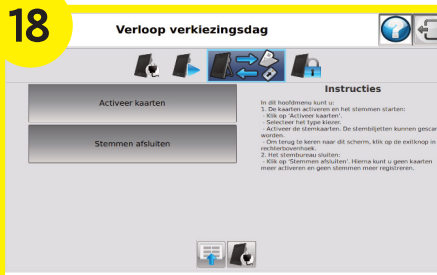 18
Verloop verkiezingsdag
Activeer kaarten
Stemmen afsluiten
Instructies
In dit hoofdmenu kunt u:
1. De kaarten activeren en het stemmen starten:
- Klik op 'Activeer kaarten'.
- Selecteer het type kiezer.
- Activeer de stemkaarten. De stembiljetten kunnen gescan
worden.
- Om terug te keren naar dit scherm, klik op de exitknop in
rechterbovenhoek.
2. Het stembureau sluiten:
- Klik op 'Stemmen afsluiten'. Hierna kunt u geen kaarten
meer activeren en geen stemmen meer registreren.